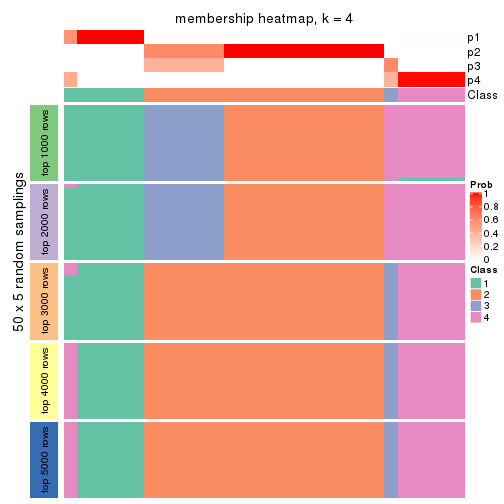 membership heatmap, k = 4
p1
p2
p3
p4
Class
50 x 5 random samplings
top 1000 rows
top 2000 rows
top 3000 rows
top 4000 rows
top 5000 rows
Prob
1
0.8
0.6
0.4
0.2
0
Class
1
2
3
4